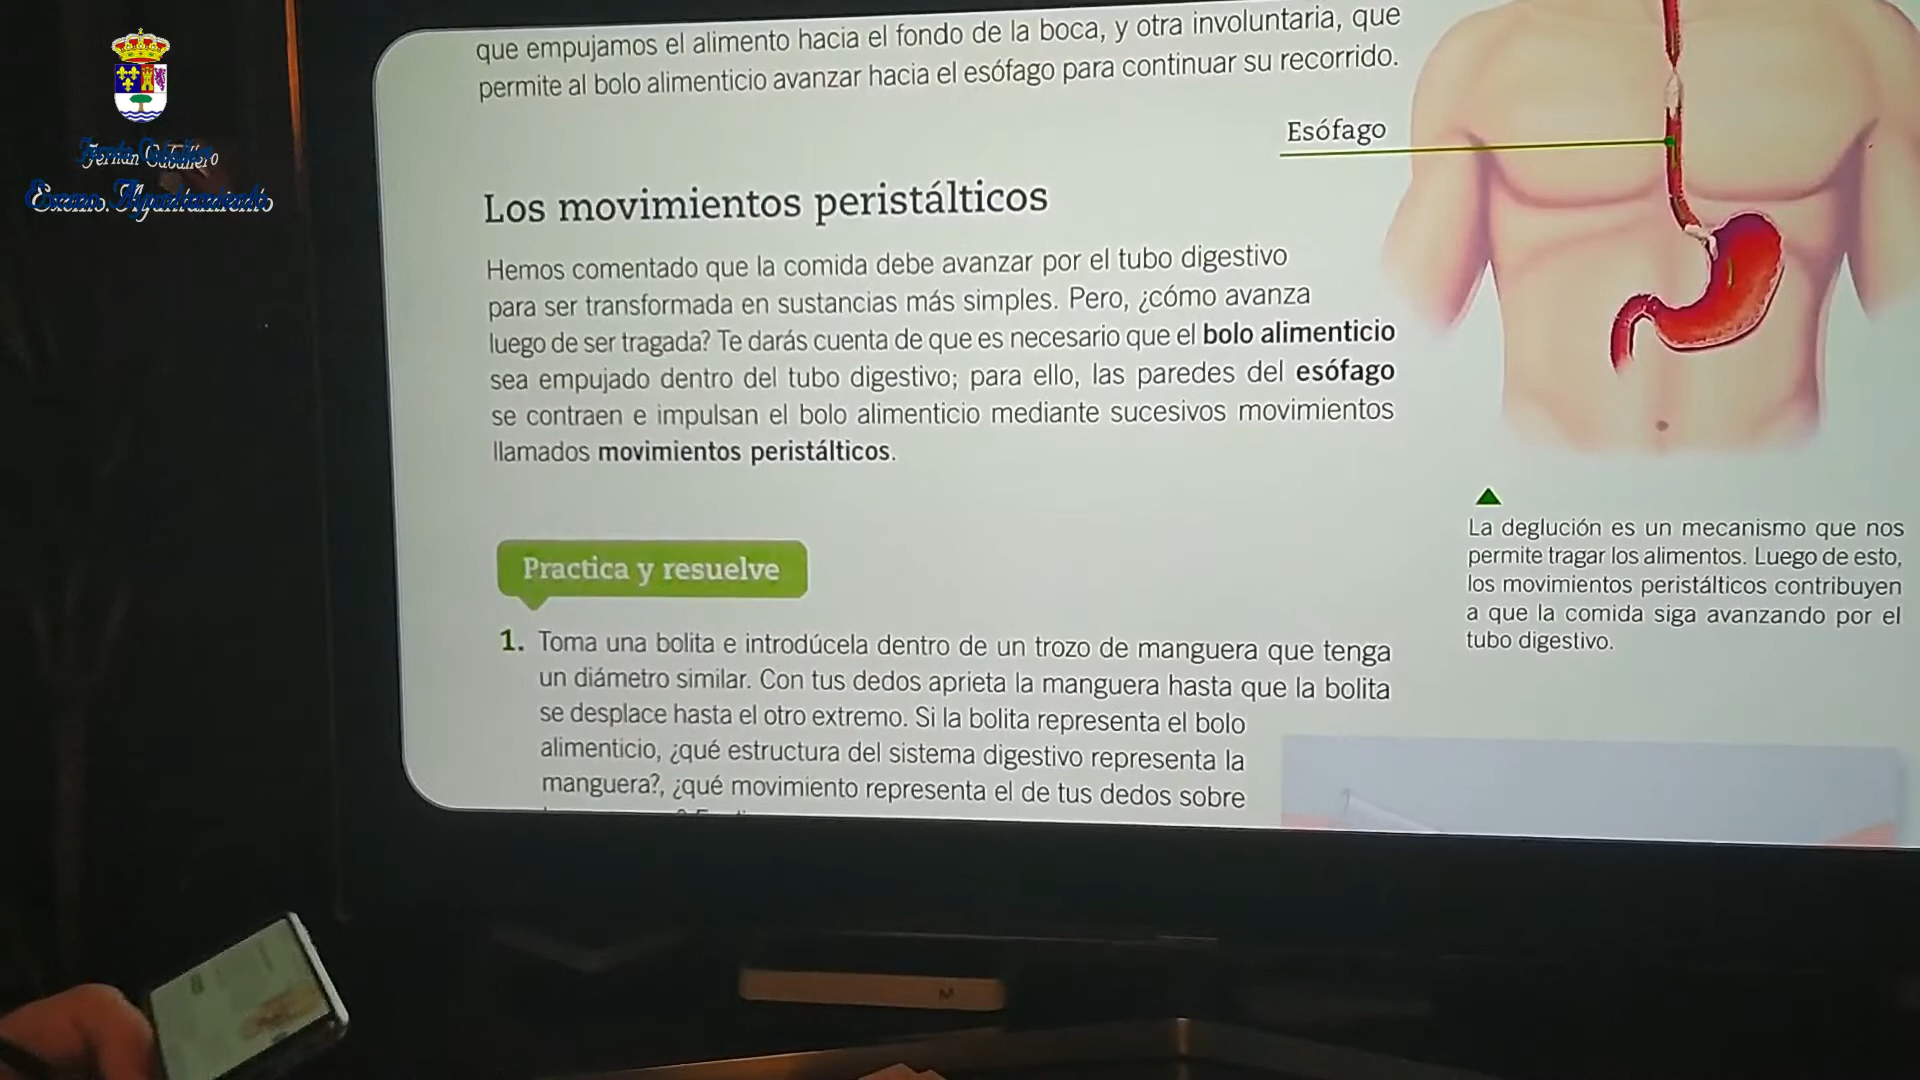 Fernán Caballero
Excmo. Ayuntamiento
que empujamos el alimento hacia el fondo de la boca, y otra involuntaria, que
permite al bolo alimenticio avanzar hacia el esófago para continuar su recorrido.
Esófago
Los movimientos peristálticos
Hemos comentado que la comida debe avanzar por el tubo digestivo
para ser transformada en sustancias más simples. Pero, ¿cómo avanza
luego de ser tragada? Te darás cuenta de que es necesario que el bolo alimenticio
sea empujado dentro del tubo digestivo; para ello, las paredes del esófago
se contraen e impulsan el bolo alimenticio mediante sucesivos movimientos
llamados movimientos peristálticos.
Practica y resuelve
1. Toma una bolita e introdúcela dentro de un trozo de manguera que tenga
un diámetro similar. Con tus dedos aprieta la manguera hasta que la bolita
se desplace hasta el otro extremo. Si la bolita representa el bolo
alimenticio, ¿qué estructura del sistema digestivo representa la
manguera?, ¿qué movimiento representa el de tus dedos sobre
La deglución es un mecanismo que nos
permite tragar los alimentos. Luego de esto,
los movimientos peristálticos contribuyen
a que la comida siga avanzando por el
tubo digestivo.